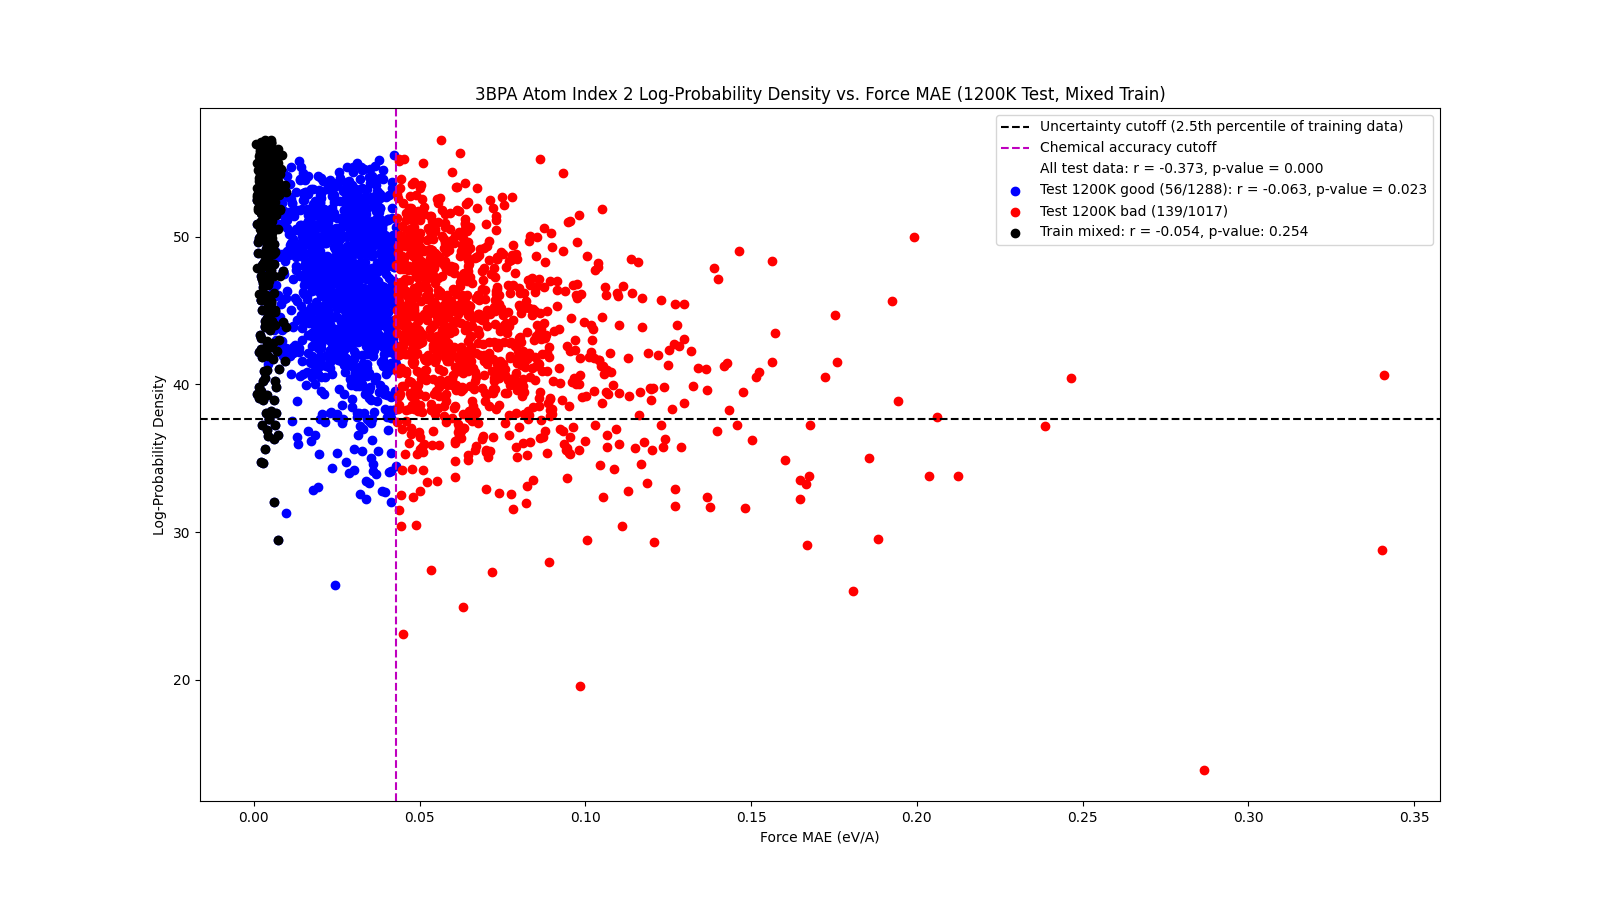 3BPA Atom Index 2 Log-Probability Density vs. Force MAE (1200K Test, Mixed Train)
Uncertainty cutoff (2.5th percentile of training data)
Chemical accuracy cutoff
All test data: r = -0.373, p-value = 0.000
Test 1200K good (56/1288): r = -0.063, p-value = 0.023
Test 1200K bad (139/1017)
Train mixed: r = -0.054, p-value: 0.254
Log-Probability Density
50
40
30
20
0.00 0.05 0.10 0.15 0.20 0.25 0.30 0.35
Force MAE (eV/A)